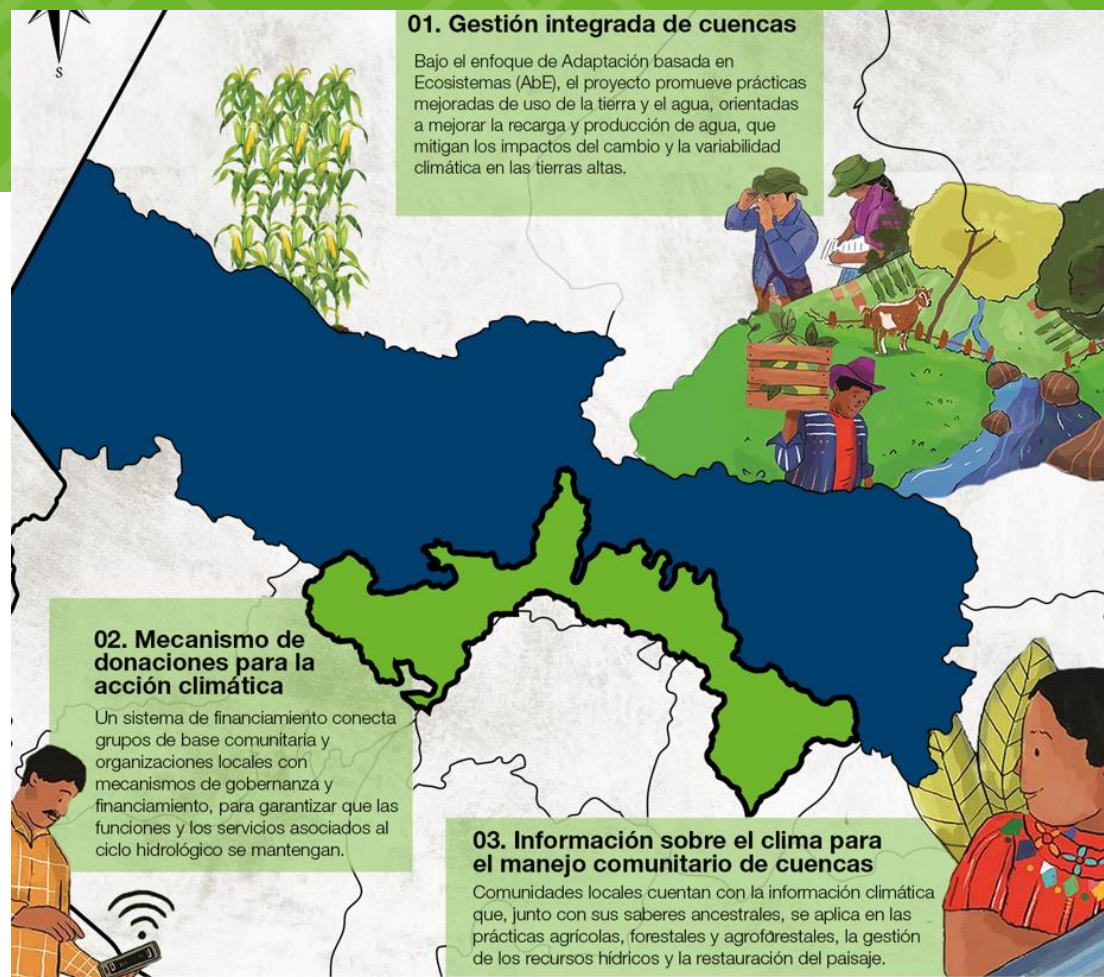 S
01. Gestión integrada de cuencas
Bajo el enfoque de Adaptación basada en
Ecosistemas (AbE), el proyecto promueve prácticas
mejoradas de uso de la tierra y el agua, orientadas
a mejorar la recarga y producción de agua, que
mitigan los impactos del cambio y la variabilidad
climática en las tierras altas.
02. Mecanismo de
donaciones para la
acción climática
Un sistema de financiamiento conecta
grupos de base comunitaria y
organizaciones locales con
mecanismos de gobernanza y
financiamiento, para garantizar que las
funciones y los servicios asociados al
ciclo hidrológico se mantengan.
03. Información sobre el clima para
el manejo comunitario de cuencas
Comunidades locales cuentan con la información climática
que, junto con sus saberes ancestrales, se aplica en las
prácticas agrícolas, forestales y agroforestales, la gestión
de los recursos hídricos y la restauración del paisaje.